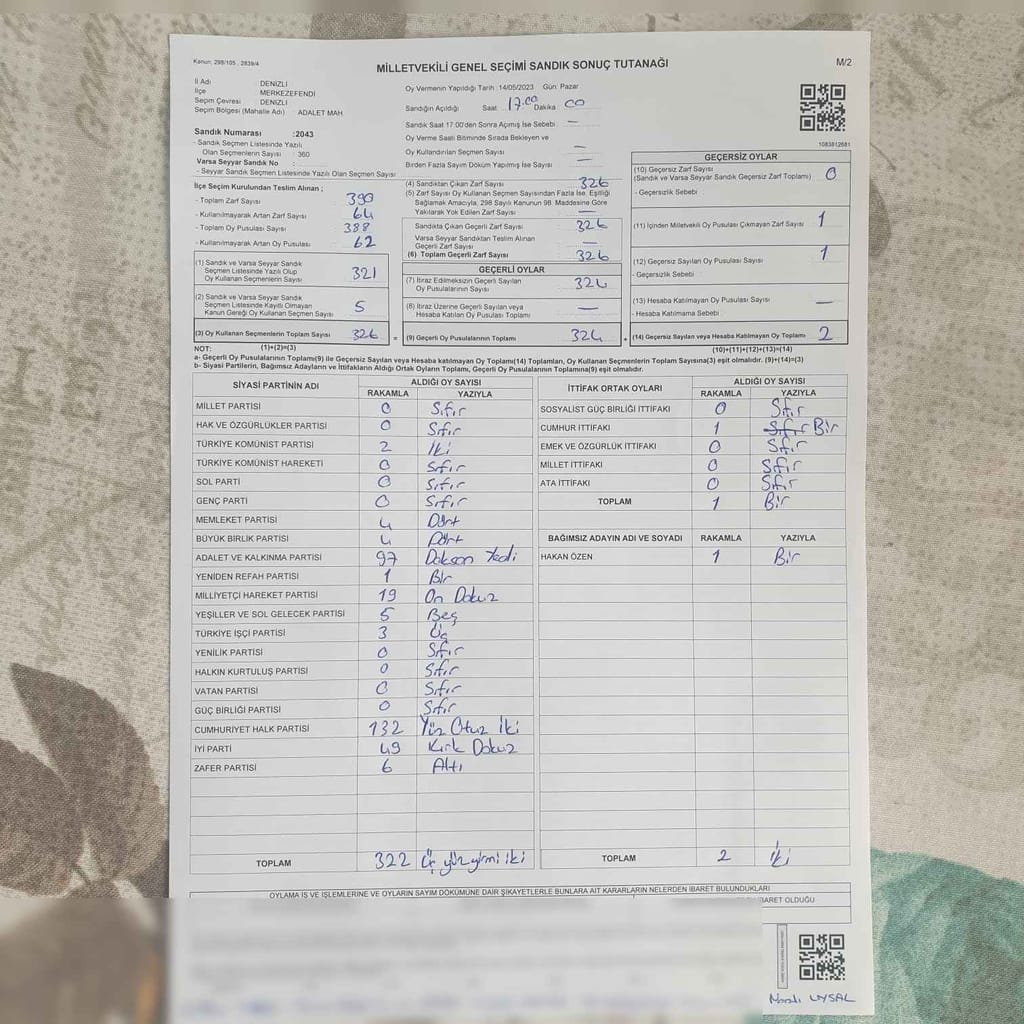 Kanun: 298/105 , 2839/4
MİLLETVEKİLİ GENEL SEÇİMİ SANDIK SONUÇ TUTANAĞI
M/2
İl Adı DENİZLİ
İlçe MERKEZEFENDİ
Seçim Çevresi DENİZLİ
Seçim Bölgesi (Mahalle Adı) ADALET MAH
Sandık Numarası :2043
- Sandık Seçmen Listesinde Yazılı
Olan Seçmenlerin Sayısı : 360
Varsa Seyyar Sandık No :
- Seyyar Sandık Seçmen Listesinde Yazılı Olan Seçmen Sayısı
Oy Vermenin Yapıldığı Tarih :14/05/2023 Gün: Pazar
Sandığın Açıldığı Saat 17.00 Dakika 00
Sandık Saat 17:00'den Sonra Açımış İse Sebebi : —
Oy Verme Saati Bitiminde Sırada Bekleyen ve
Oy Kullandırılan Seçmen Sayısı —
Birden Fazla Sayım Döküm Yapılmış İse Sayısı —
1083812681
İlçe Seçim Kurulundan Teslim Alınan ;
- Toplam Zarf Sayısı 390
- Kullanılmayarak Artan Zarf Sayısı 64
- Toplam Oy Pusulası Sayısı 388
- Kullanılmayarak Artan Oy Pusulası 62
(1) Sandık ve Varsa Seyyar Sandık
Seçmen Listesinde Yazılı Olup
Oy Kullanan Seçmenlerin Sayısı 321
(2) Sandık ve Varsa Seyyar Sandık
Seçmen Listesinde Kayıtlı Olmayan
Kanun Gereği Oy Kullanan Seçmen Sayısı 5
(3) Oy Kullanan Seçmenlerin Toplam Sayısı 326 =
(4) Sandıktan Çıkan Zarf Sayısı 326
(5) Zarf Sayısı Oy Kullanan Seçmen Sayısından Fazla İse, Eşitliği
Sağlamak Amacıyla, 298 Sayılı Kanunun 98. Maddesine Göre
Yakılarak Yok Edilen Zarf Sayısı —
Sandıkta Çıkan Geçerli Zarf Sayısı 326
Varsa Seyyar Sandıktan Teslim Alınan
Geçerli Zarf Sayısı —
(6) Toplam Geçerli Zarf Sayısı 326
GEÇERLİ OYLAR
(7) İtiraz Edilmeksizin Geçerli Sayılan
Oy Pusulalarının Sayısı: 324
(8) İtiraz Üzerine Geçerli Sayılan veya
Hesaba Katılan Oy Pusulası Toplamı —
(9) Geçerli Oy Pusulalarının Toplamı 324 +
GEÇERSİZ OYLAR
(10) Geçersiz Zarf Sayısı
(Sandık ve Varsa Seyyar Sandık Geçersiz Zarf Toplamı) 0
- Geçersizlik Sebebi :
(11) İçinden Milletvekili Oy Pusulası Çıkmayan Zarf Sayısı 1
(12) Geçersiz Sayılan Oy Pusulası Sayısı 1
- Geçersizlik Sebebi :
(13) Hesaba Katılmayan Oy Pusulası Sayısı —
- Hesaba Katılmama Sebebi :
(14) Geçersiz Sayılan veya Hesaba Katılmayan Oy Toplamı 2
NOT: (1)+(2)=(3) (10)+(11)+(12)+(13)=(14)
a- Geçerli Oy Pusulalarının Toplamı(9) ile Geçersiz Sayılan veya Hesaba katılmayan Oy Toplamı(14) Toplamları, Oy Kullanan Seçmenlerin Toplam Sayısına(3) eşit olmalıdır. (9)+(14)=(3)
b- Siyasi Partilerin, Bağımsız Adayların ve İttifakların Aldığı Ortak Oyların Toplamı, Geçerli Oy Pusulalarının Toplamına(9) eşit olmalıdır.
SİYASİ PARTİNİN ADI ALDIĞI OY SAYISI
RAKAMLA YAZIYLA
MİLLET PARTİSİ 0 Sıfır
HAK VE ÖZGÜRLÜKLER PARTİSİ 0 Sıfır
TÜRKİYE KOMÜNİST PARTİSİ 2 İki
TÜRKİYE KOMÜNİST HAREKETİ 0 Sıfır
SOL PARTİ 0 Sıfır
GENÇ PARTİ 0 Sıfır
MEMLEKET PARTİSİ 4 Dört
BÜYÜK BİRLİK PARTİSİ 4 Dört
ADALET VE KALKINMA PARTİSİ 97 Doksan Yedi
YENİDEN REFAH PARTİSİ 1 Bir
MİLLİYETÇİ HAREKET PARTİSİ 19 On Dokuz
YEŞİLLER VE SOL GELECEK PARTİSİ 5 Beş
TÜRKİYE İŞÇİ PARTİSİ 3 Üç
YENİLİK PARTİSİ 0 Sıfır
HALKIN KURTULUŞ PARTİSİ 0 Sıfır
VATAN PARTİSİ 0 Sıfır
GÜÇ BİRLİĞİ PARTİSİ 0 Sıfır
CUMHURİYET HALK PARTİSİ 132 Yüz Otuz İki
İYİ PARTİ 49 Kırk Dokuz
ZAFER PARTİSİ 6 Altı
TOPLAM 322 Üç yüz yirmi iki
İTTİFAK ORTAK OYLARI ALDIĞI OY SAYISI
RAKAMLA YAZIYLA
SOSYALİST GÜÇ BİRLİĞİ İTTİFAKI 0 Sıfır
CUMHUR İTTİFAKI 1 Sıfır Bir
EMEK VE ÖZGÜRLÜK İTTİFAKI 0 Sıfır
MİLLET İTTİFAKI 0 Sıfır
ATA İTTİFAKI 0 Sıfır
TOPLAM 1 Bir
BAĞIMSIZ ADAYIN ADI VE SOYADI RAKAMLA YAZIYLA
HAKAN ÖZEN 1 Bir
TOPLAM 2 İki
OYLAMA İŞ VE İŞLEMLERİNE VE OYLARIN SAYIM DÖKÜMÜNE DAİR ŞİKAYETLERLE BUNLARA AİT KARARLARIN NELERDEN İBARET BULUNDUKLARI
İBARET OLDUĞU
UYSAL